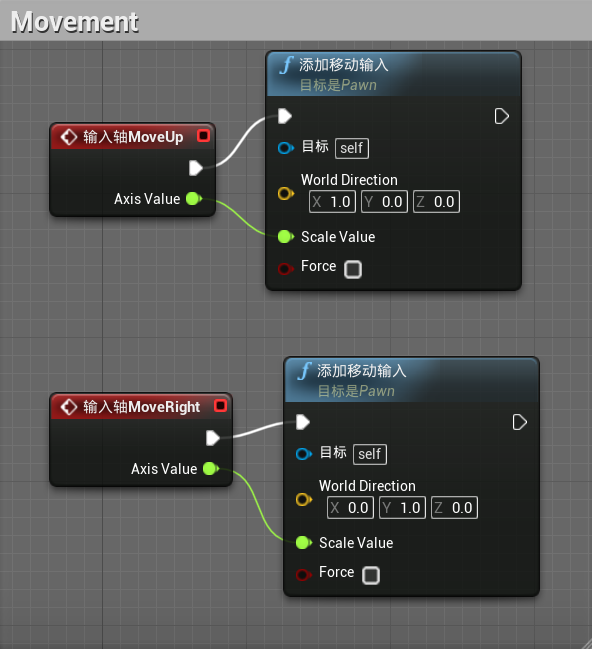 Movement
添加移动输入
目标是Pawn
输入轴MoveUp
目标 self
Axis Value
World Direction
X 1.0 Y 0.0 Z 0.0
Scale Value
Force
添加移动输入
目标是Pawn
输入轴MoveRight
目标 self
Axis Value
World Direction
X 0.0 Y 1.0 Z 0.0
Scale Value
Force